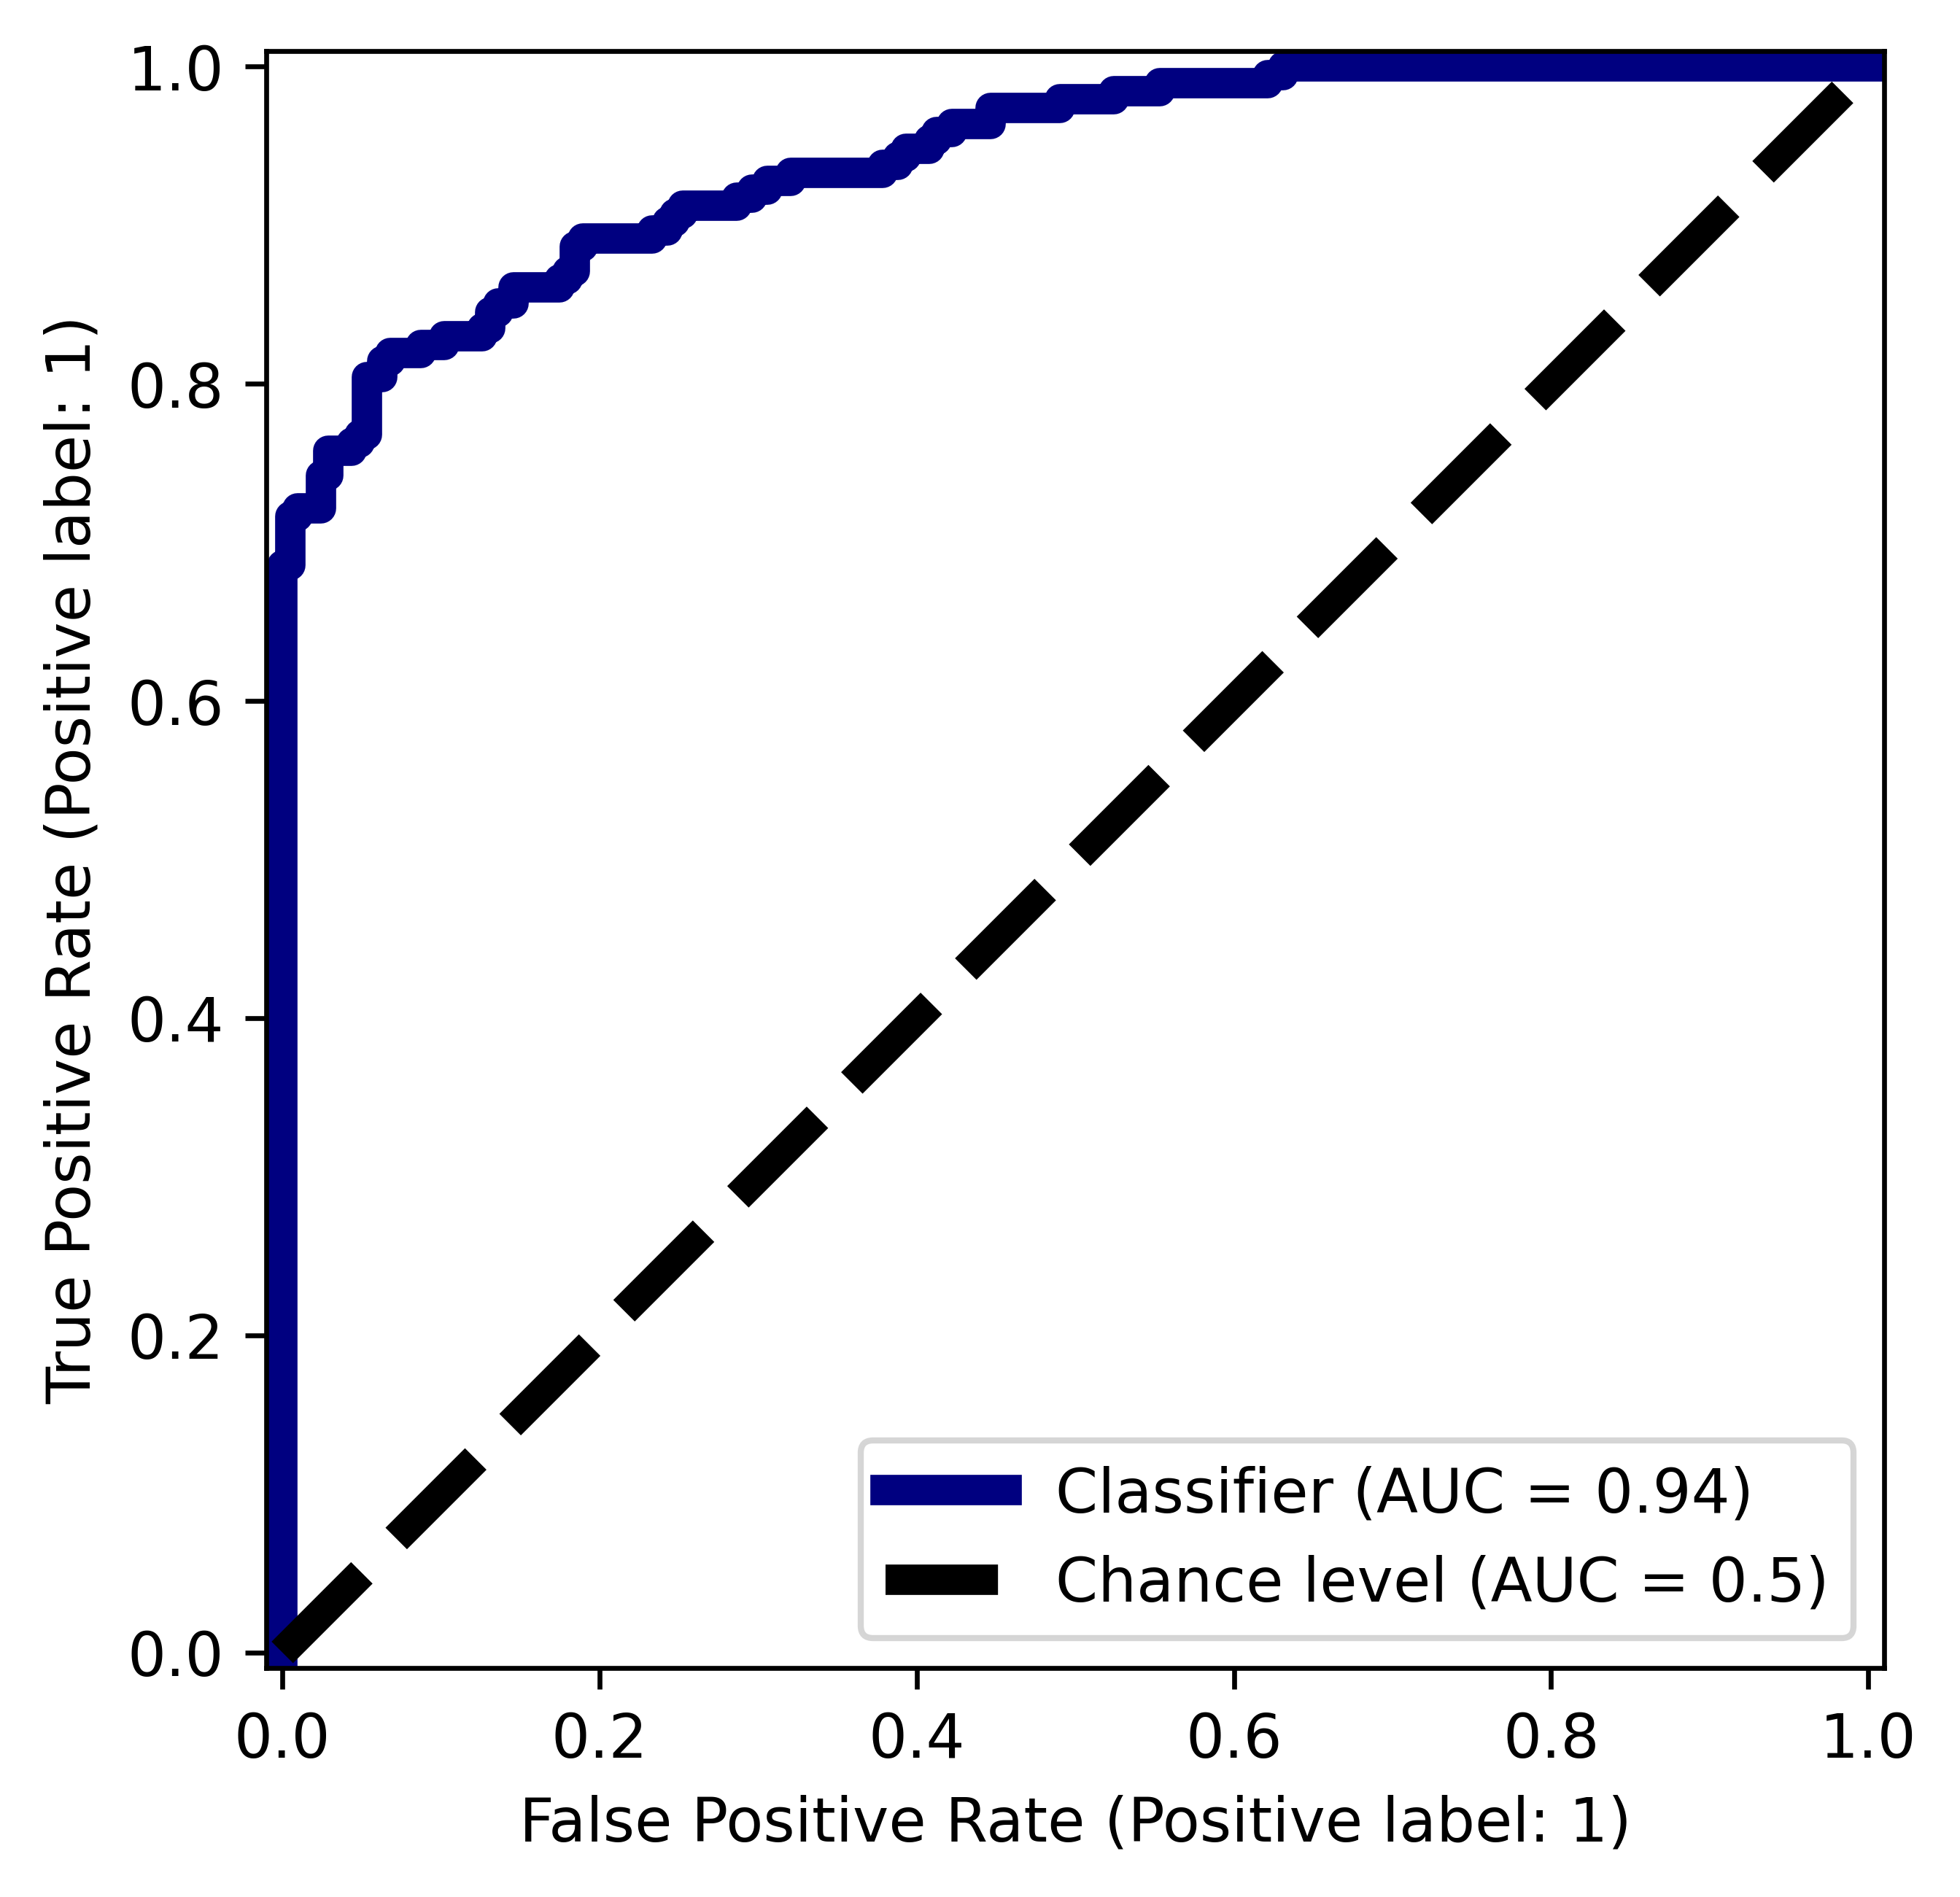 True Positive Rate (Positive label: 1)
1.0
0.8
0.6
0.4
0.2
0.0
Classifier (AUC = 0.94)
Chance level (AUC = 0.5)
0.0 0.2 0.4 0.6 0.8 1.0
False Positive Rate (Positive label: 1)